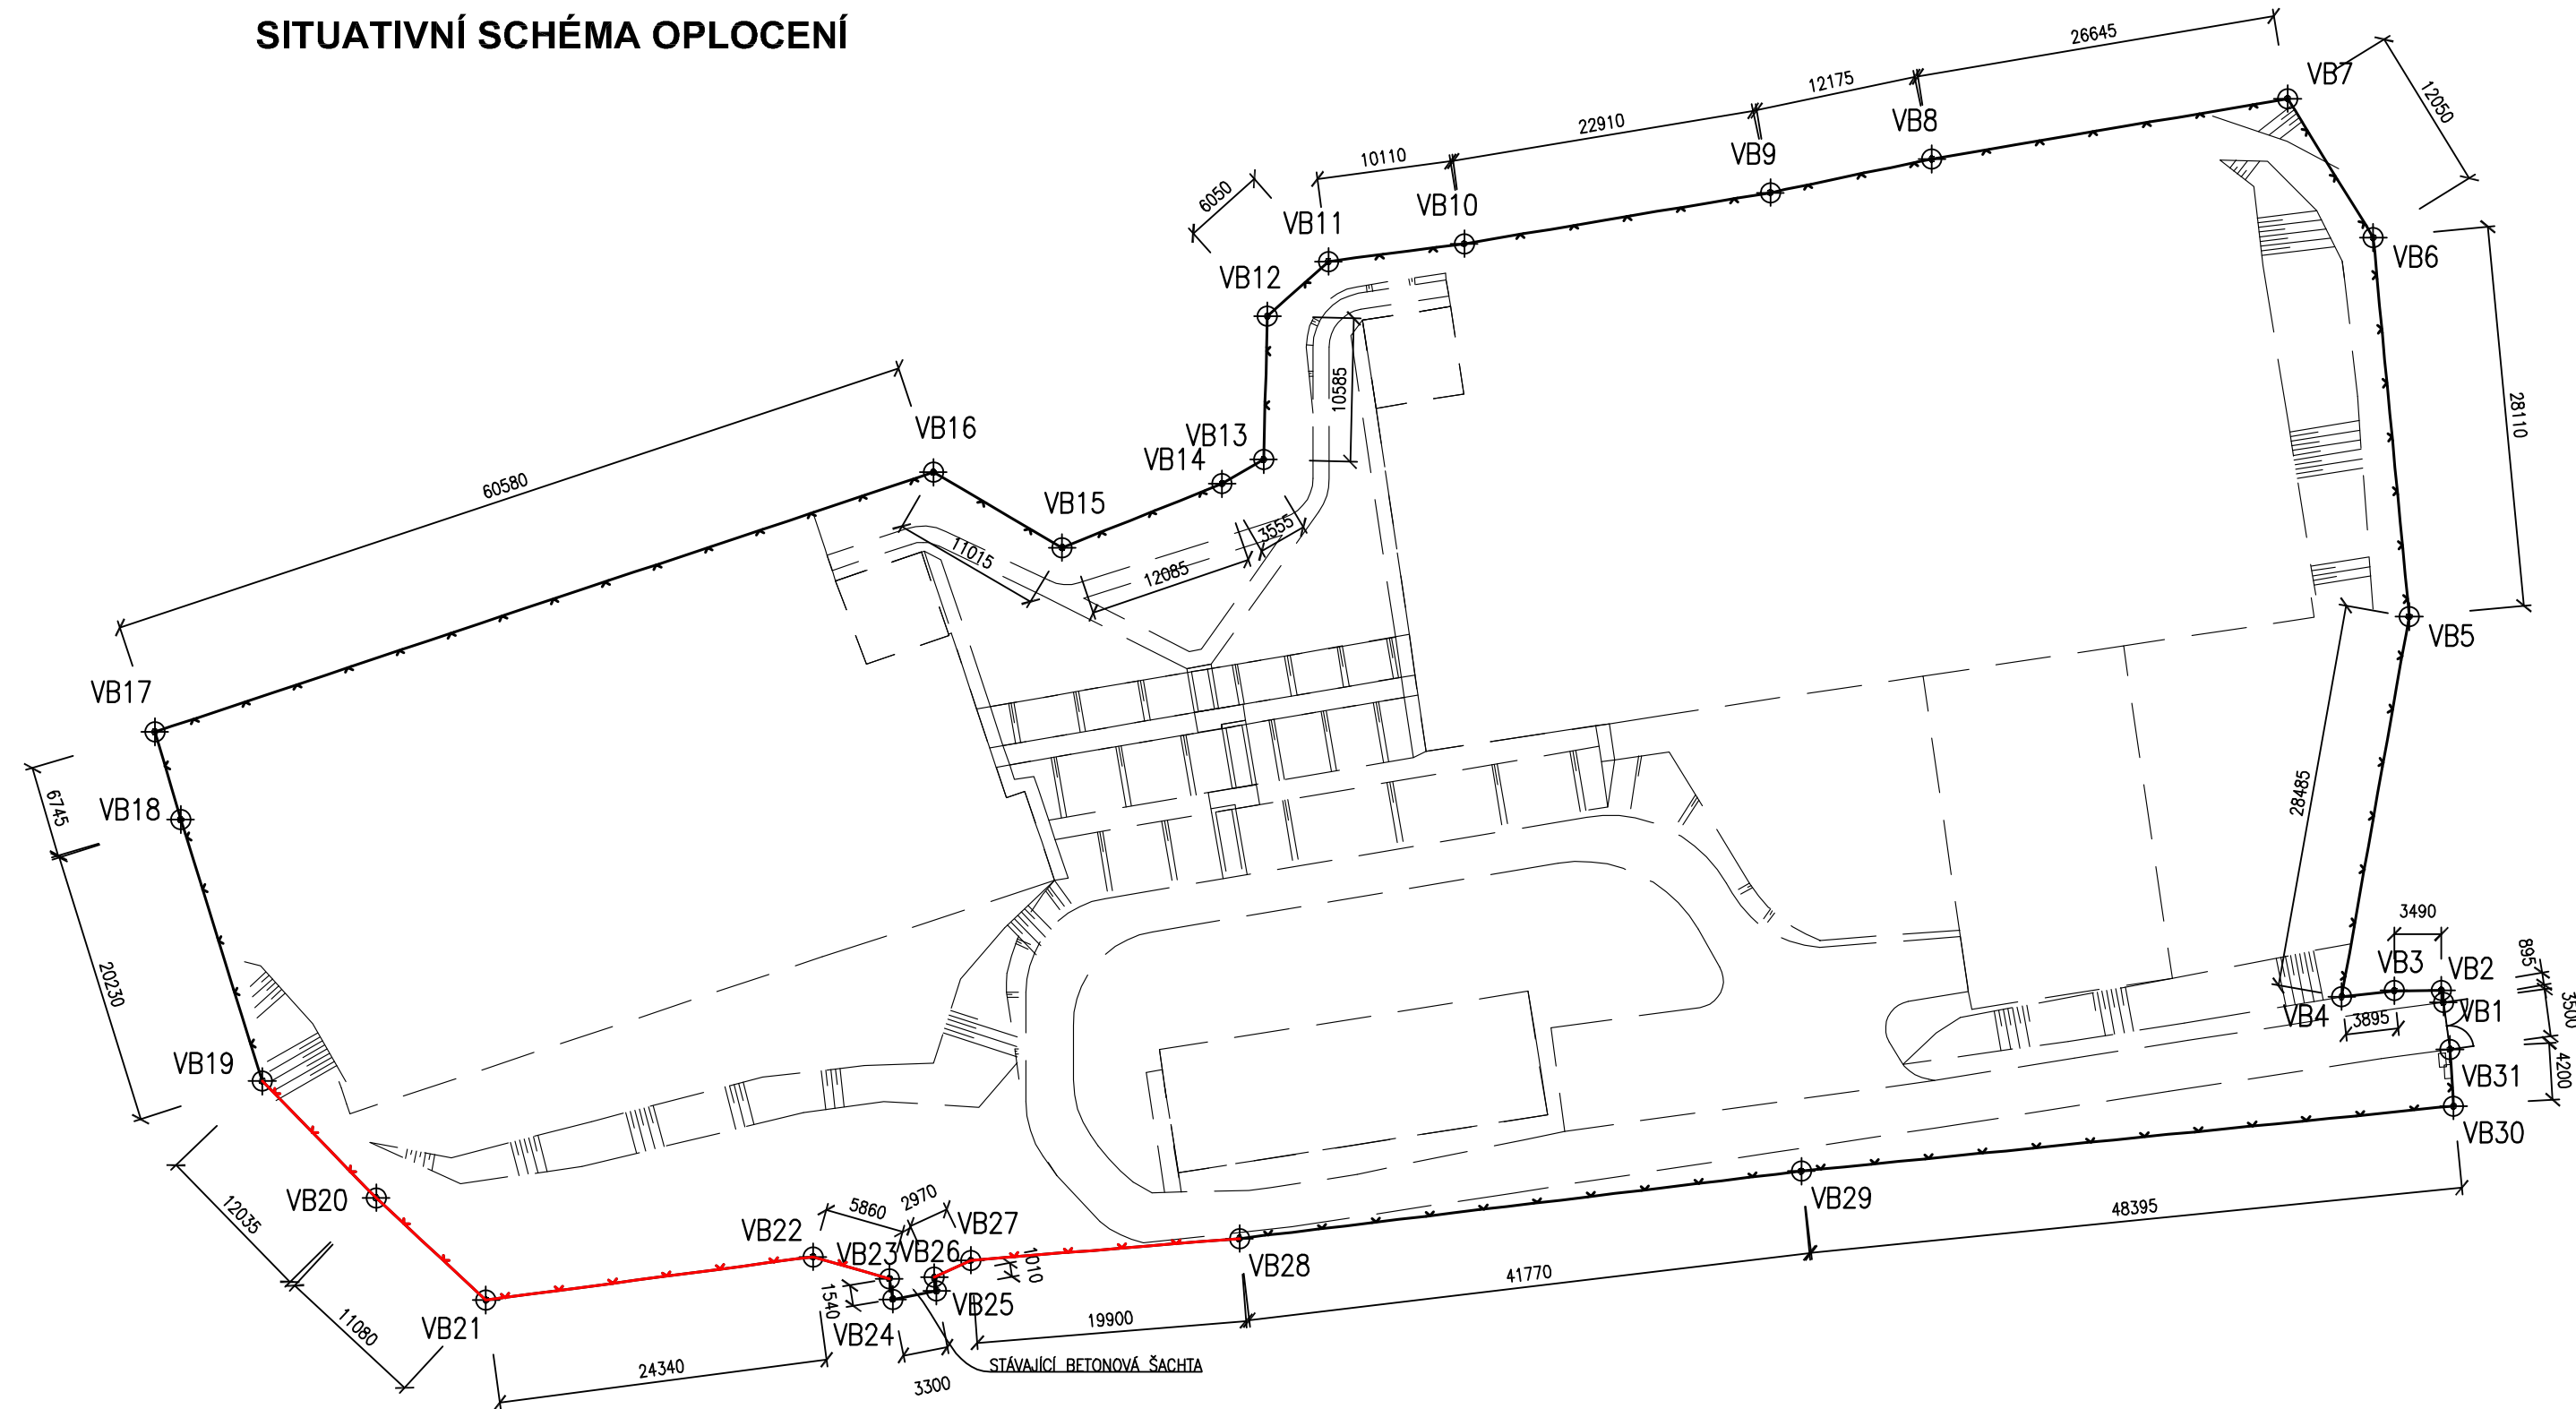 SITUATIVNÍ SCHÉMA OPLOCENÍ
26645
VB7
12050
12175
VB8
22910
VB9
10110
VB10
6050
VB11
VB6
VB12
10585
28110
VB16
VB13
VB14
60580
VB15
3555
11015
12085
VB5
VB17
28485
6745
VB18
3490
895
VB3
VB2
3500
VB4
VB1
3895
20230
4200
VB19
VB31
VB30
VB20
12035
5860
2970
VB29
48395
VB22
VB23
VB27
VB26
1010
VB28
41770
1540
VB25
VB21
VB24
11080
19900
24340
STÁVAJÍCÍ BETONOVÁ ŠACHTA
3300